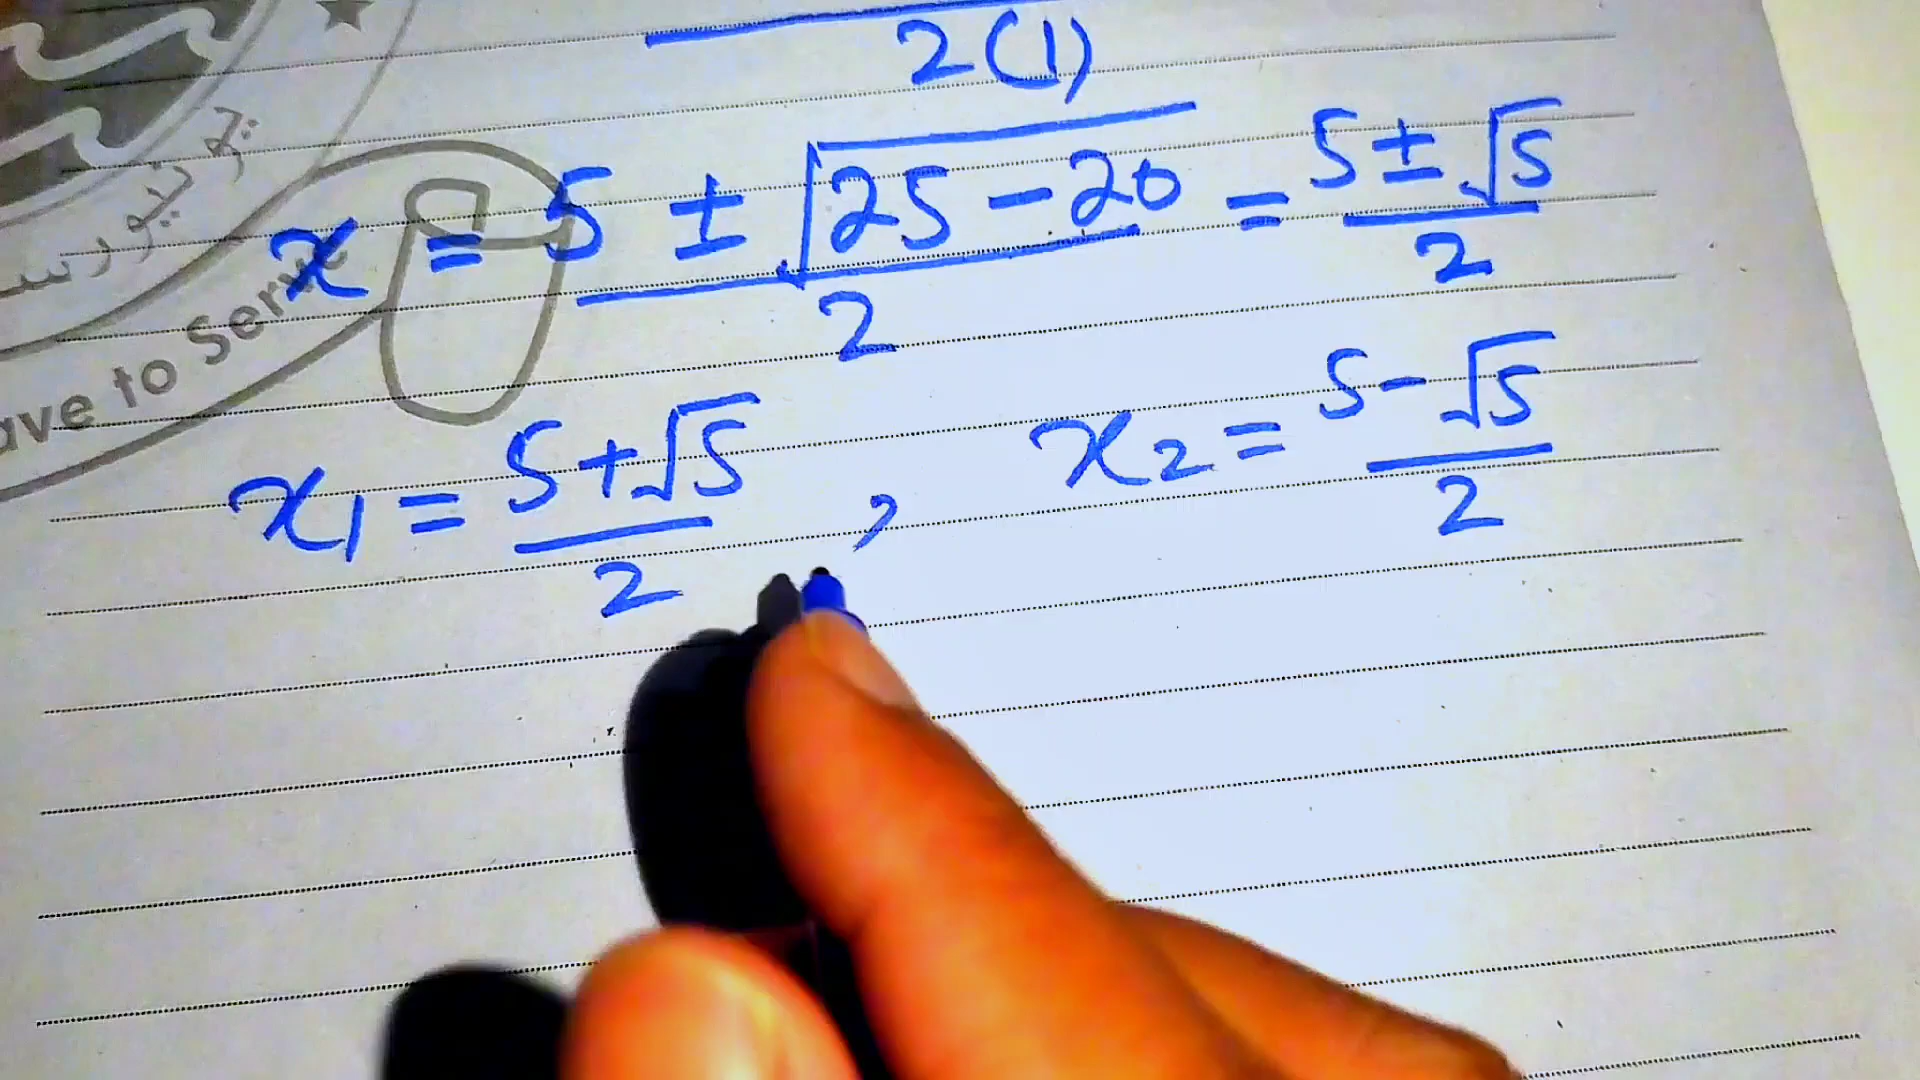 2(1)
x = 5 ± √25 - 20 / 2 = 5 ± √5 / 2
x1 = 5 + √5 / 2 , x2 = 5 - √5 / 2
ave to Serve